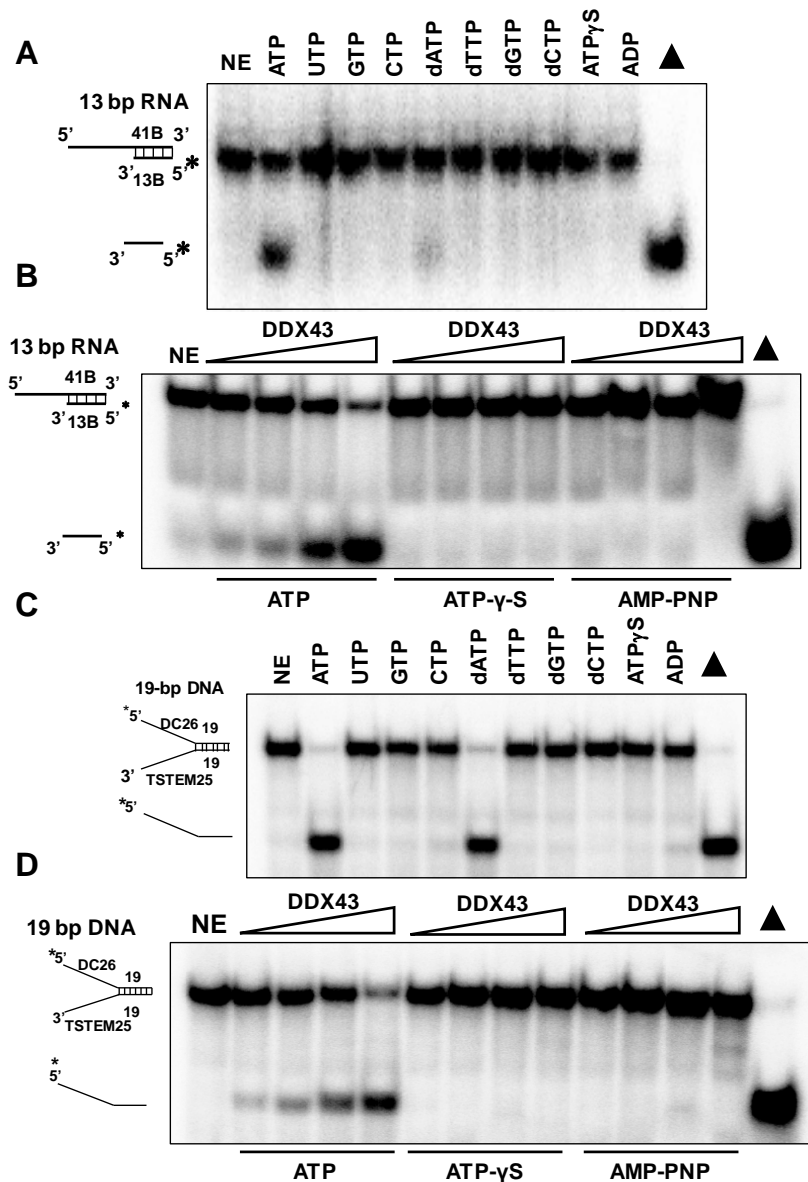 A
NE ATP UTP GTP CTP dATP dTTP dGTP dCTP ATPγS ADP ▲
13 bp RNA
5’ 41B 3’
3’ 13B 5’ *
3’ 5’ *
B
DDX43 DDX43 DDX43
13 bp RNA
NE ▲
5’ 41B 3’
3’ 13B 5’ *
3’ 5’ *
ATP ATP-γ-S AMP-PNP
C
NE ATP UTP GTP CTP dATP dTTP dGTP dCTP ATPγS ADP ▲
19-bp DNA
*5’ DC26 19
19
3’ TSTEM25
*5’
D
DDX43 DDX43 DDX43
19 bp DNA NE ▲
*5’ DC26 19
3’ TSTEM25 19
*
5’
ATP ATP-γS AMP-PNP